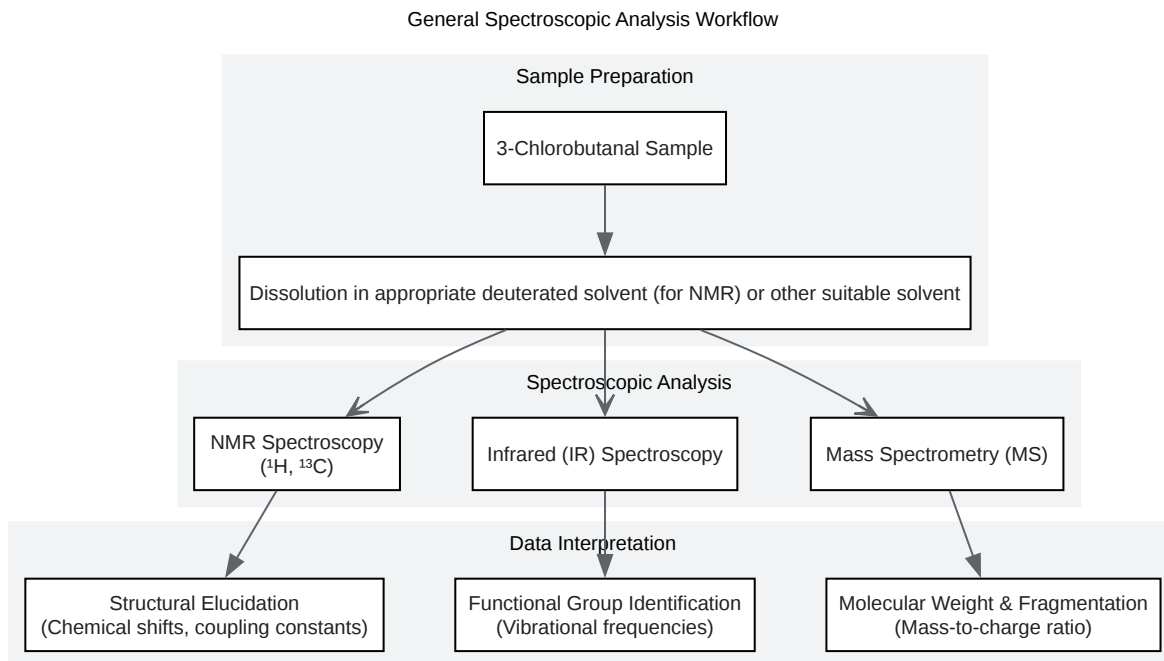 General Spectroscopic Analysis Workflow
Sample Preparation
3-Chlorobutanal Sample
Dissolution in appropriate deuterated solvent (for NMR) or other suitable solvent
Spectroscopic Analysis
NMR Spectroscopy
(¹H, ¹³C)
Infrared (IR) Spectroscopy
Mass Spectrometry (MS)
Data Interpretation
Structural Elucidation
(Chemical shifts, coupling constants)
Functional Group Identification
(Vibrational frequencies)
Molecular Weight & Fragmentation
(Mass-to-charge ratio)